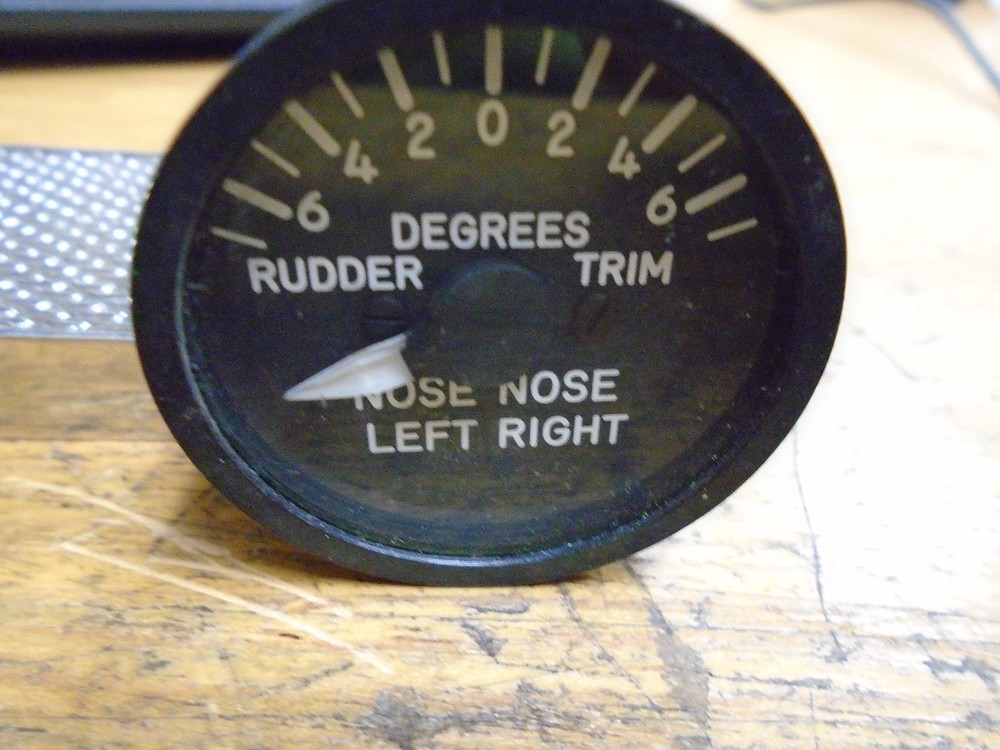 6 4 2 0 2 4 6
DEGREES
RUDDER TRIM
NOSE NOSE
LEFT RIGHT